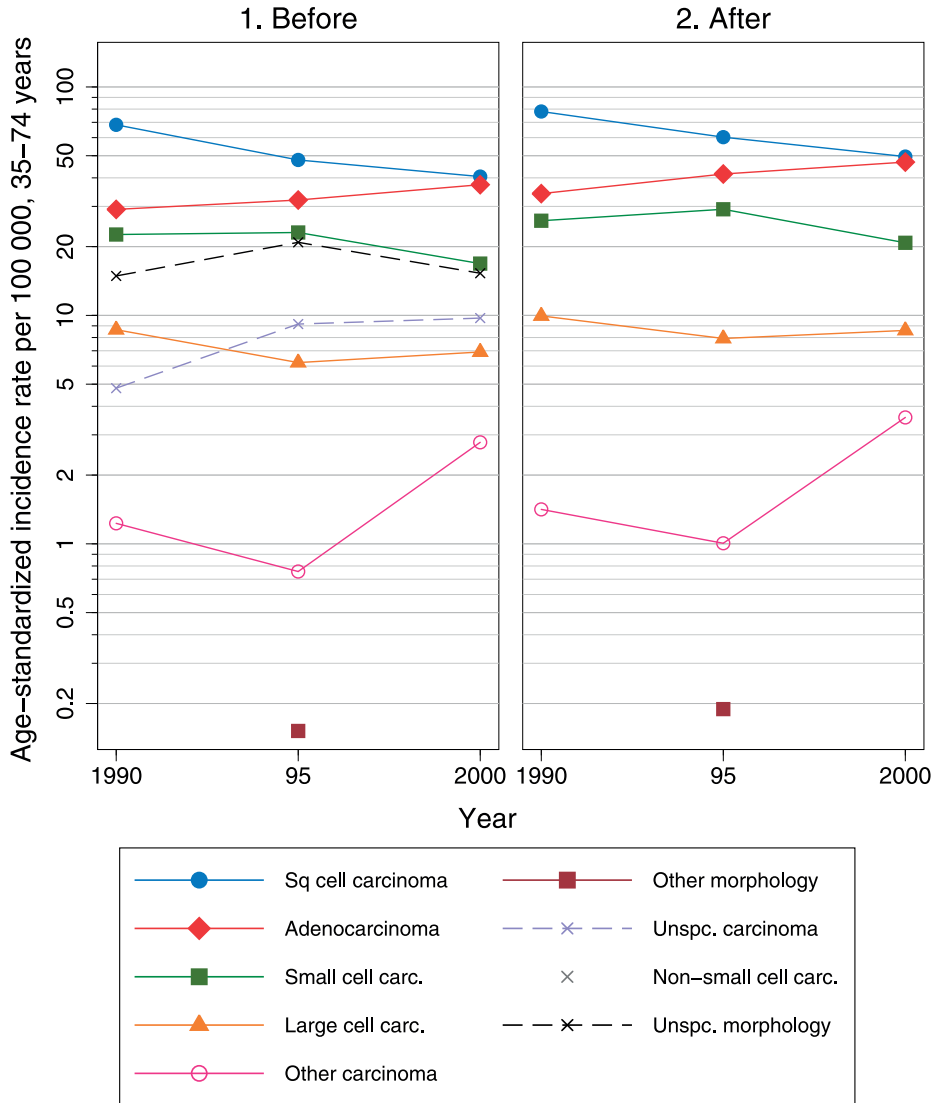 1. Before
2. After
Age−standardized incidence rate per 100 000, 35−74 years
100
50
20
10
5
2
1
0.5
0.2
1990
95
2000
1990
95
2000
Year
Sq cell carcinoma
Adenocarcinoma
Small cell carc.
Large cell carc.
Other carcinoma
Other morphology
Unspc. carcinoma
Non−small cell carc.
Unspc. morphology